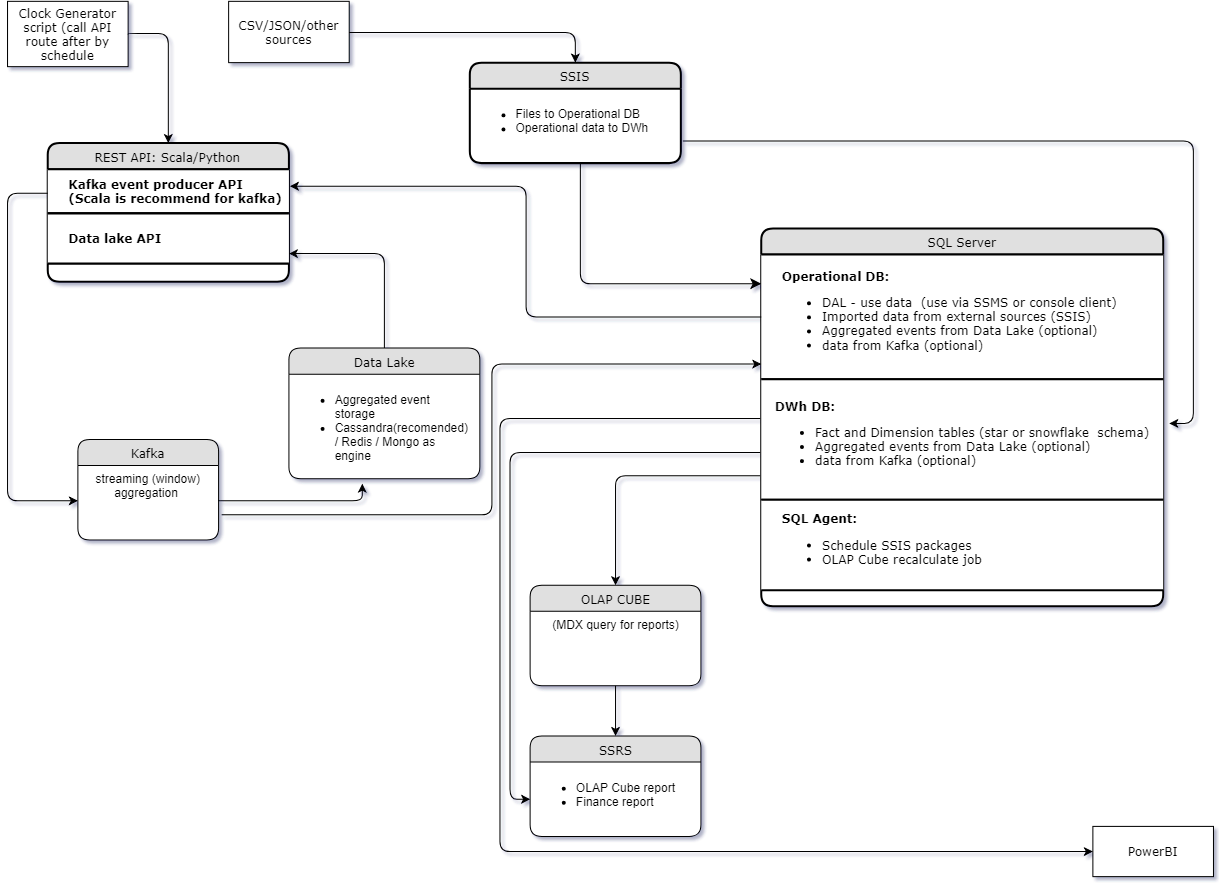 Clock Generator
script (call API
route after by
schedule
CSV/JSON/other
sources
SSIS
• Files to Operational DB
• Operational data to DWh
REST API: Scala/Python
Kafka event producer API
(Scala is recommend for kafka)
Data lake API
SQL Server
Operational DB:
• DAL - use data  (use via SSMS or console client)
• Imported data from external sources (SSIS)
• Aggregated events from Data Lake (optional)
• data from Kafka (optional)
DWh DB:
• Fact and Dimension tables (star or snowflake  schema)
• Aggregated events from Data Lake (optional)
• data from Kafka (optional)
SQL Agent:
• Schedule SSIS packages
• OLAP Cube recalculate job
Data Lake
• Aggregated event
storage
• Cassandra(recomended)
/ Redis / Mongo as
engine
Kafka
streaming (window)
aggregation
OLAP CUBE
(MDX query for reports)
SSRS
• OLAP Cube report
• Finance report
PowerBI